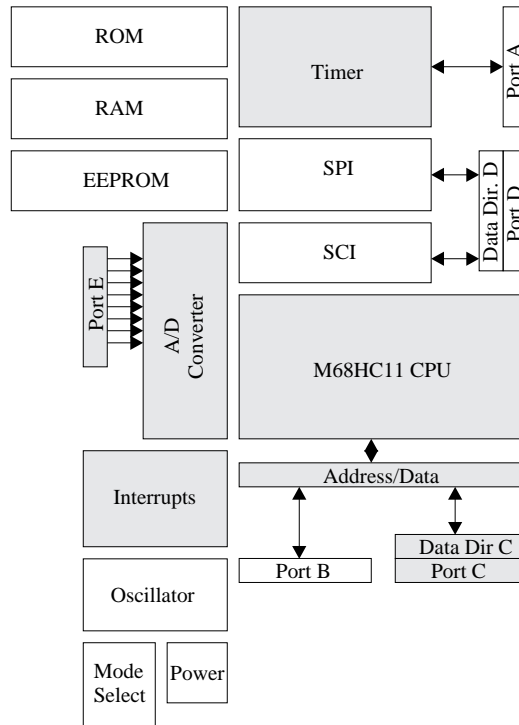 ROM
Timer
Port A
RAM
EEPROM
SPI
Data Dir. D
Port D
SCI
Port E
A/D
Converter
M68HC11 CPU
Interrupts
Address/Data
Data Dir C
Port B
Port C
Oscillator
Mode
Select
Power